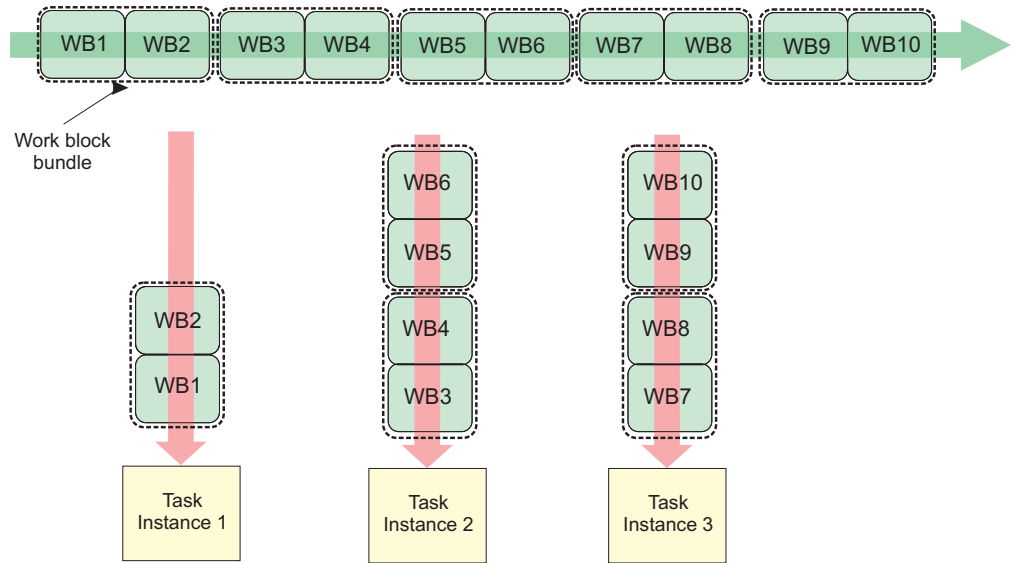 WB1 WB2 WB3 WB4 WB5 WB6 WB7 WB8 WB9 WB10
Work block
bundle
WB2
WB1
Task
Instance 1
WB6
WB5
WB4
WB3
Task
Instance 2
WB10
WB9
WB8
WB7
Task
Instance 3